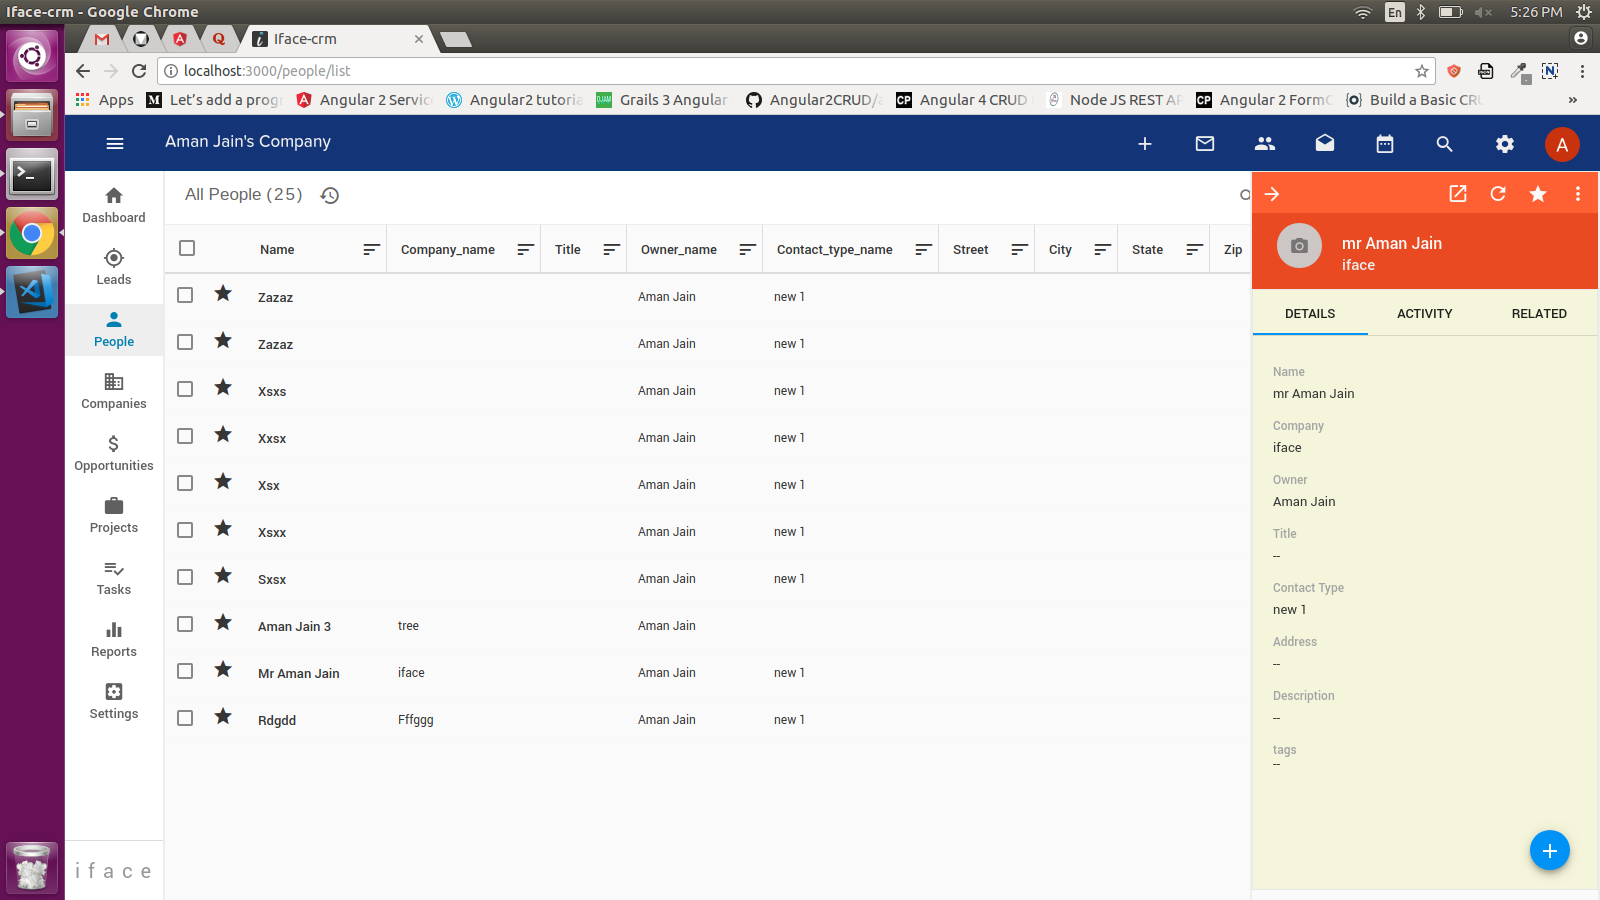 Iface-crm - Google Chrome
En
5:26 PM
Iface-crm
localhost:3000/people/list
Apps
Let's add a prog
Angular 2 Servic
Angular2 tutoria
Grails 3 Angular
Angular2CRUD/a
CP
Angular 4 CRUD
Node JS REST AP
CP
Angular 2 FormG
Build a Basic CRU
»
Aman Jain's Company
A
Dashboard
Leads
People
Companies
Opportunities
Projects
Tasks
Reports
Settings
iface
All People (25)
Name Company_name Title Owner_name Contact_type_name Street City State Zip
Zazaz Aman Jain new 1
Zazaz Aman Jain new 1
Xsxs Aman Jain new 1
Xxsx Aman Jain new 1
Xsx Aman Jain new 1
Xsxx Aman Jain new 1
Sxsx Aman Jain new 1
Aman Jain 3 tree Aman Jain
Mr Aman Jain iface Aman Jain new 1
Rdgdd Fffggg Aman Jain new 1
mr Aman Jain
iface
DETAILS ACTIVITY RELATED
Name
mr Aman Jain
Company
iface
Owner
Aman Jain
Title
--
Contact Type
new 1
Address
--
Description
--
tags
--